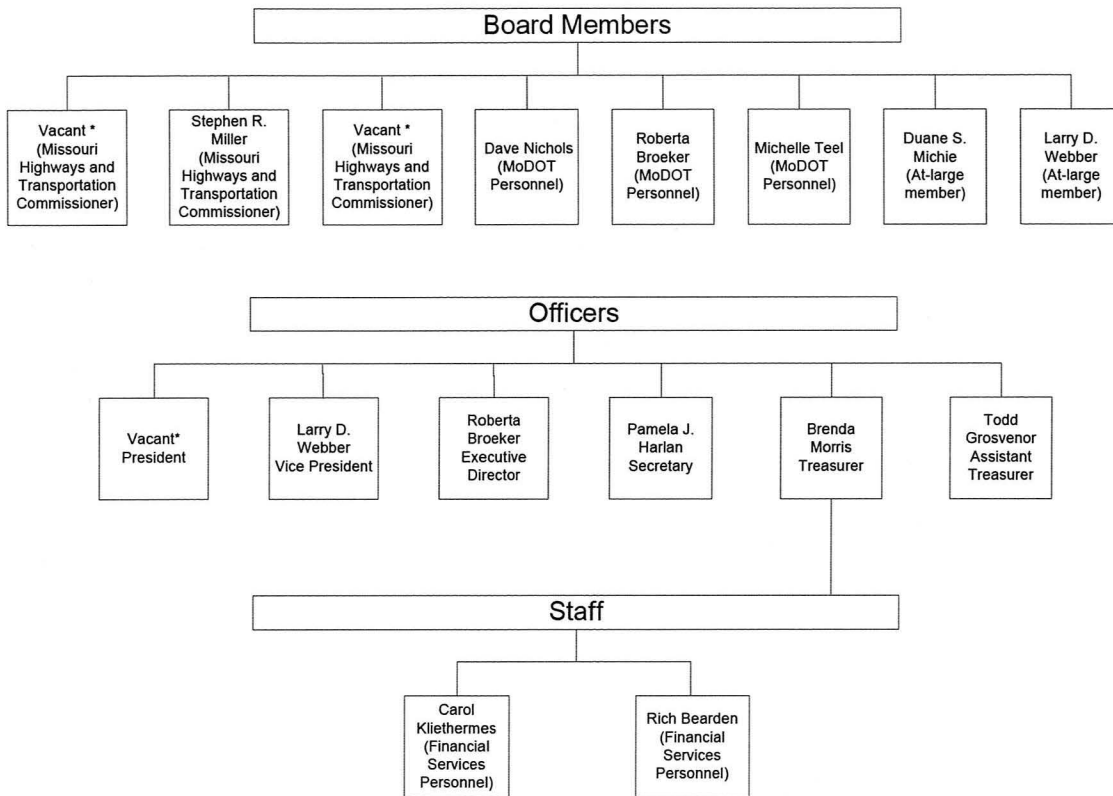 Board Members
Vacant *
(Missouri
Highways and
Transportation
Commissioner)
Stephen R.
Miller
(Missouri
Highways and
Transportation
Commissioner)
Vacant *
(Missouri
Highways and
Transportation
Commissioner)
Dave Nichols
(MoDOT
Personnel)
Roberta
Broeker
(MoDOT
Personnel)
Michelle Teel
(MoDOT
Personnel)
Duane S.
Michie
(At-large
member)
Larry D.
Webber
(At-large
member)
Officers
Vacant*
President
Larry D.
Webber
Vice President
Roberta
Broeker
Executive
Director
Pamela J.
Harlan
Secretary
Brenda
Morris
Treasurer
Todd
Grosvenor
Assistant
Treasurer
Staff
Carol
Kliethermes
(Financial
Services
Personnel)
Rich Bearden
(Financial
Services
Personnel)